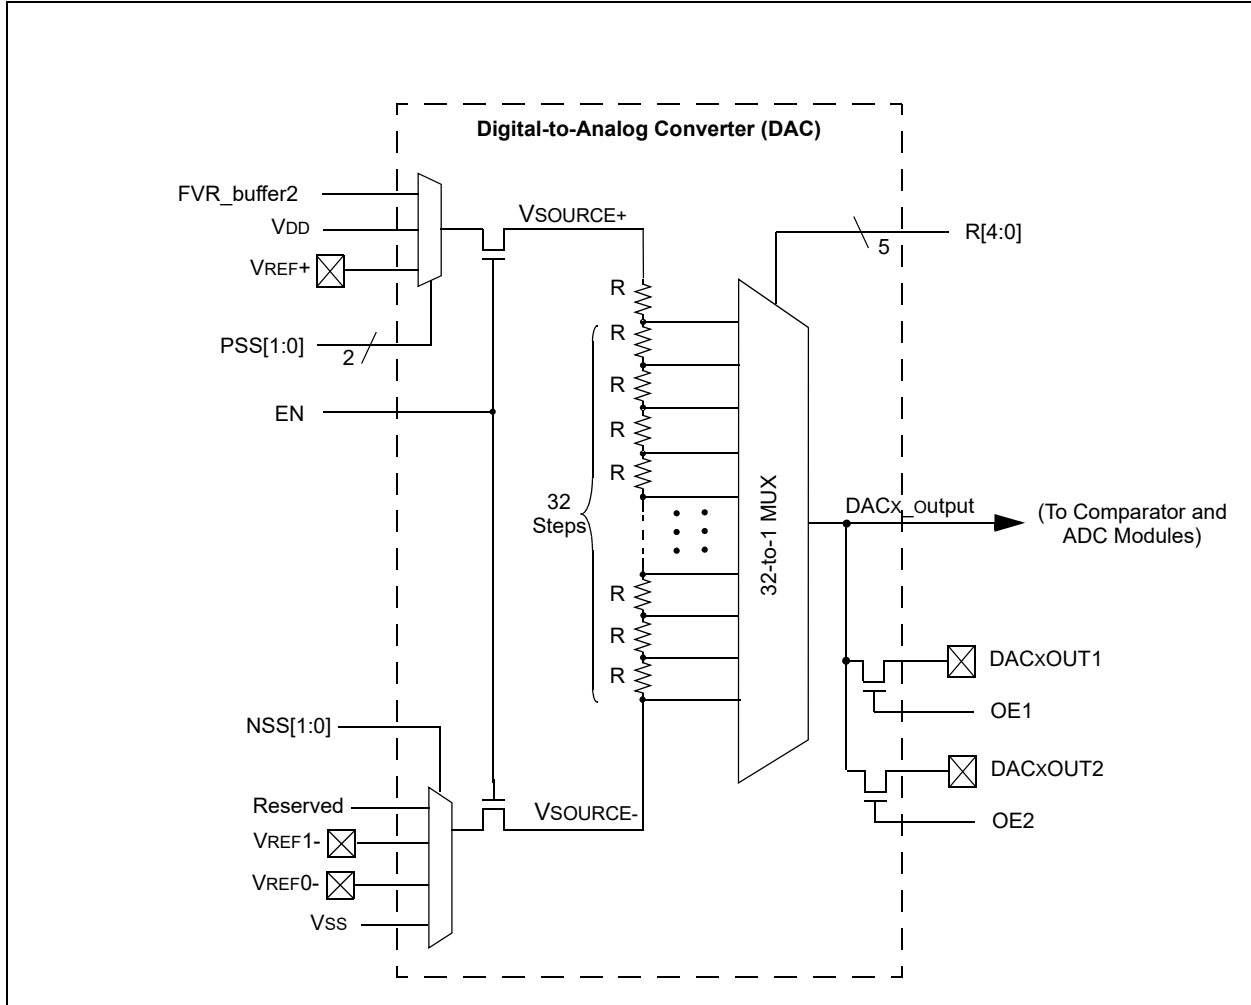 Digital-to-Analog Converter (DAC)
FVR_buffer2
VDD
VREF+
VSOURCE+
5
R[4:0]
R
R
PSS[1:0]
2
R
EN
R
R
32
Steps
32-to-1 MUX
DACx_output
(To Comparator and
ADC Modules)
R
R
R
DACxOUT1
OE1
NSS[1:0]
DACxOUT2
Reserved
VSOURCE-
OE2
VREF1-
VREF0-
VSS